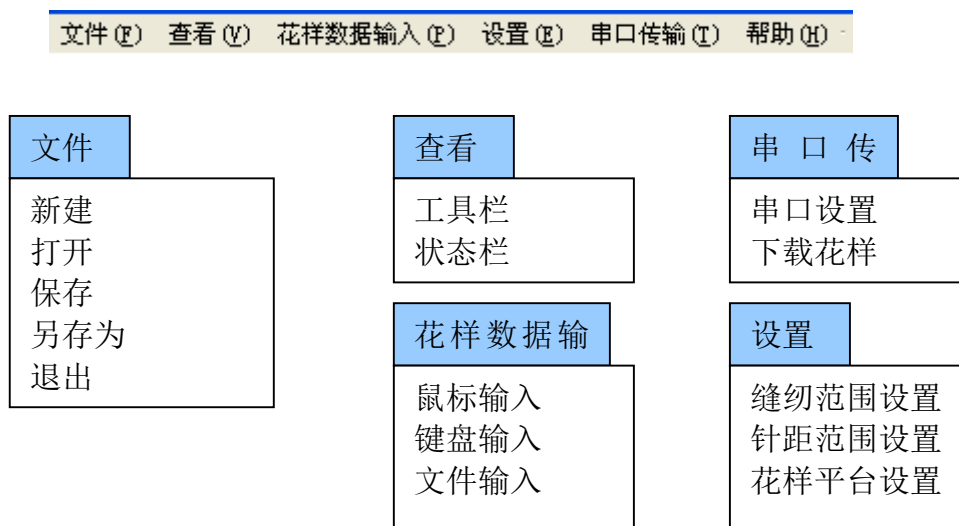 文件(F) 查看(V) 花样数据输入(P) 设置(E) 串口传输(T) 帮助(H)
文件
新建
打开
保存
另存为
退出
查看
工具栏
状态栏
串口传
串口设置
下载花样
花样数据输
鼠标输入
键盘输入
文件输入
设置
缝纫范围设置
针距范围设置
花样平台设置